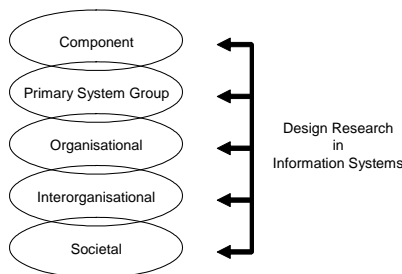 Component
Primary System Group
Organisational
Interorganisational
Societal
Design Research
in
Information Systems